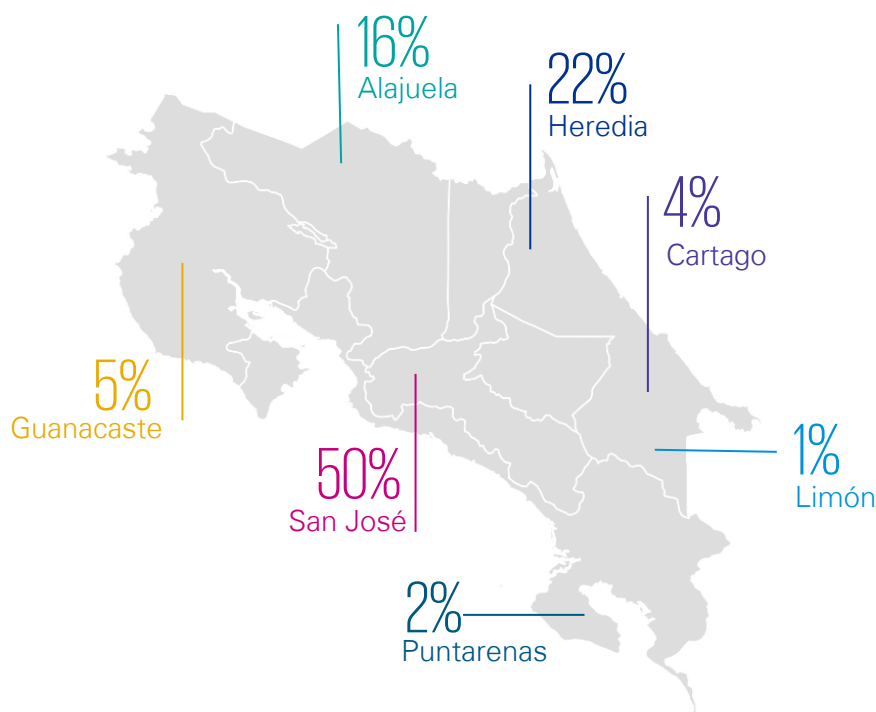 16%
Alajuela
22%
Heredia
4%
Cartago
5%
Guanacaste
50%
San José
1%
Limón
2%
Puntarenas